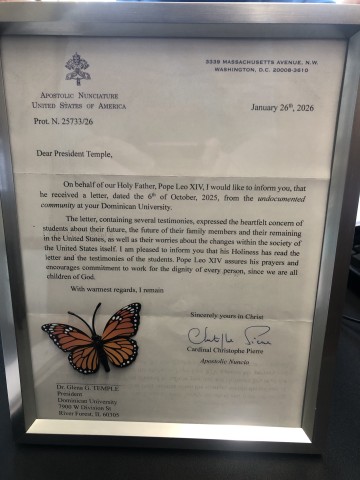 3339 MASSACHUSETTS AVENUE, N.W.
WASHINGTON, D.C. 20008-3610
APOSTOLIC NUNCIATURE
UNITED STATES OF AMERICA
January 26th, 2026
Prot. N. 25733/26
Dear President Temple,
On behalf of our Holy Father, Pope Leo XIV, I would like to inform you, that
he received a letter, dated the 6th of October, 2025, from the undocumented
community at your Dominican University.
The letter, containing several testimonies, expressed the heartfelt concern of
students about their future, the future of their family members and their remaining
in the United States, as well as their worries about the changes within the society of
the United States itself. I am pleased to inform you that his Holiness has read the
letter and the testimonies of the students. Pope Leo XIV assures his prayers and
encourages commitment to work for the dignity of every person, since we are all
children of God.
With warmest regards, I remain
Sincerely yours in Christ
Cardinal Christophe Pierre
Apostolic Nuncio
Dr. Glena G. TEMPLE
President
Dominican University
7900 W Division St
River Forest, IL 60305